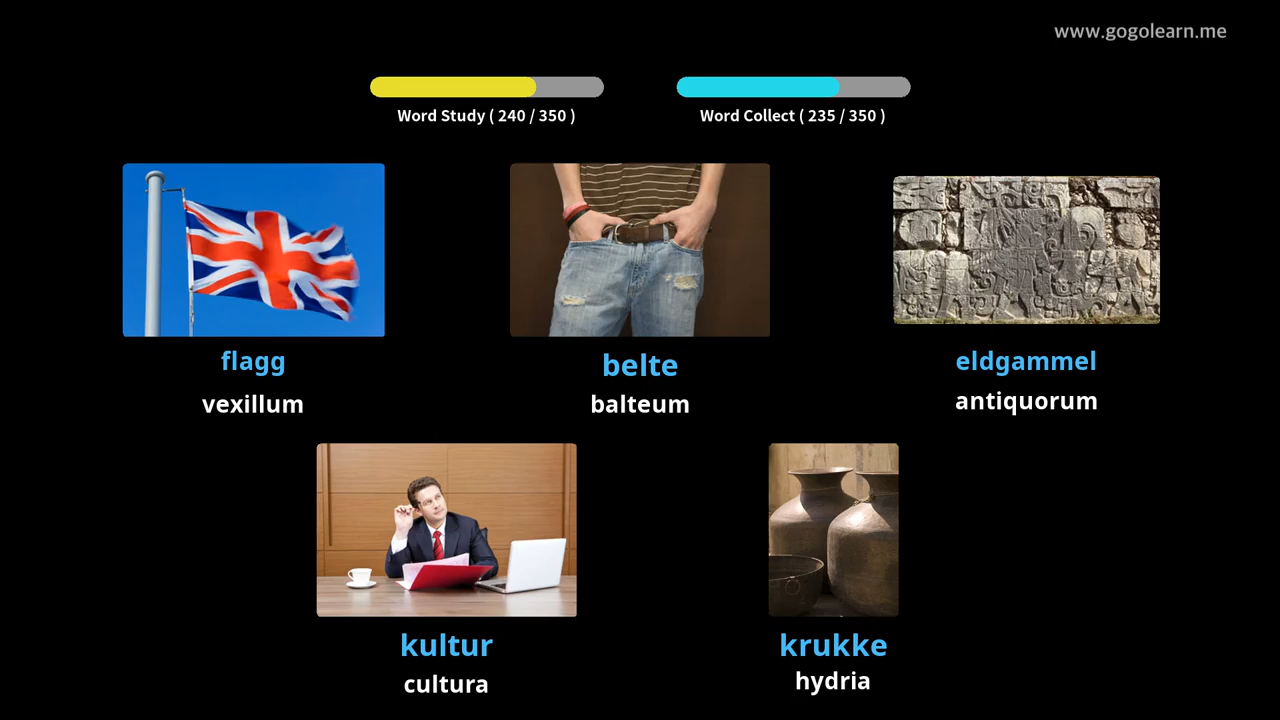 www.gogolearn.me
Word Study ( 240 / 350 )
Word Collect ( 235 / 350 )
flagg
vexillum
belte
balteum
eldgammel
antiquorum
kultur
cultura
krukke
hydria